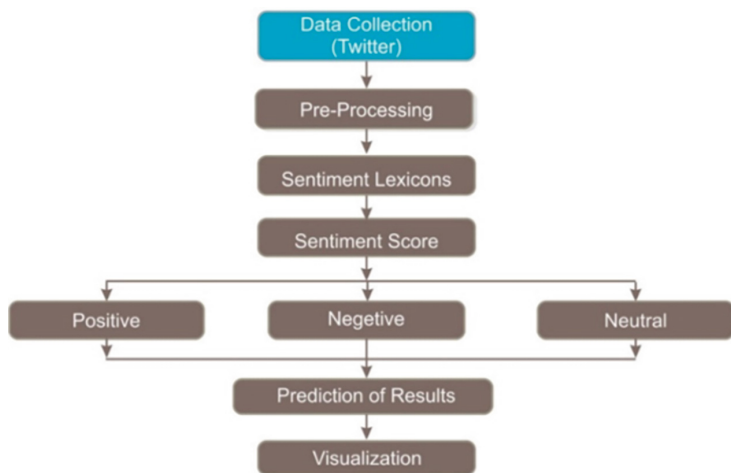 Data Collection
(Twitter)
Pre-Processing
Sentiment Lexicons
Sentiment Score
Positive
Negetive
Neutral
Prediction of Results
Visualization